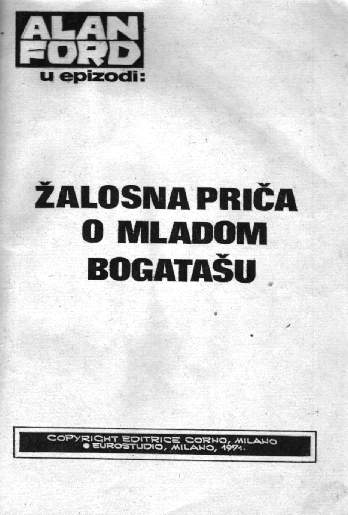 ALAN
FORD
u epizodi:
ŽALOSNA PRIČA
O MLADOM
BOGATAŠU
COPYRIGHT EDITRICE CORNO, MILANO
● EUROSTUDIO, MILANO, 1971.